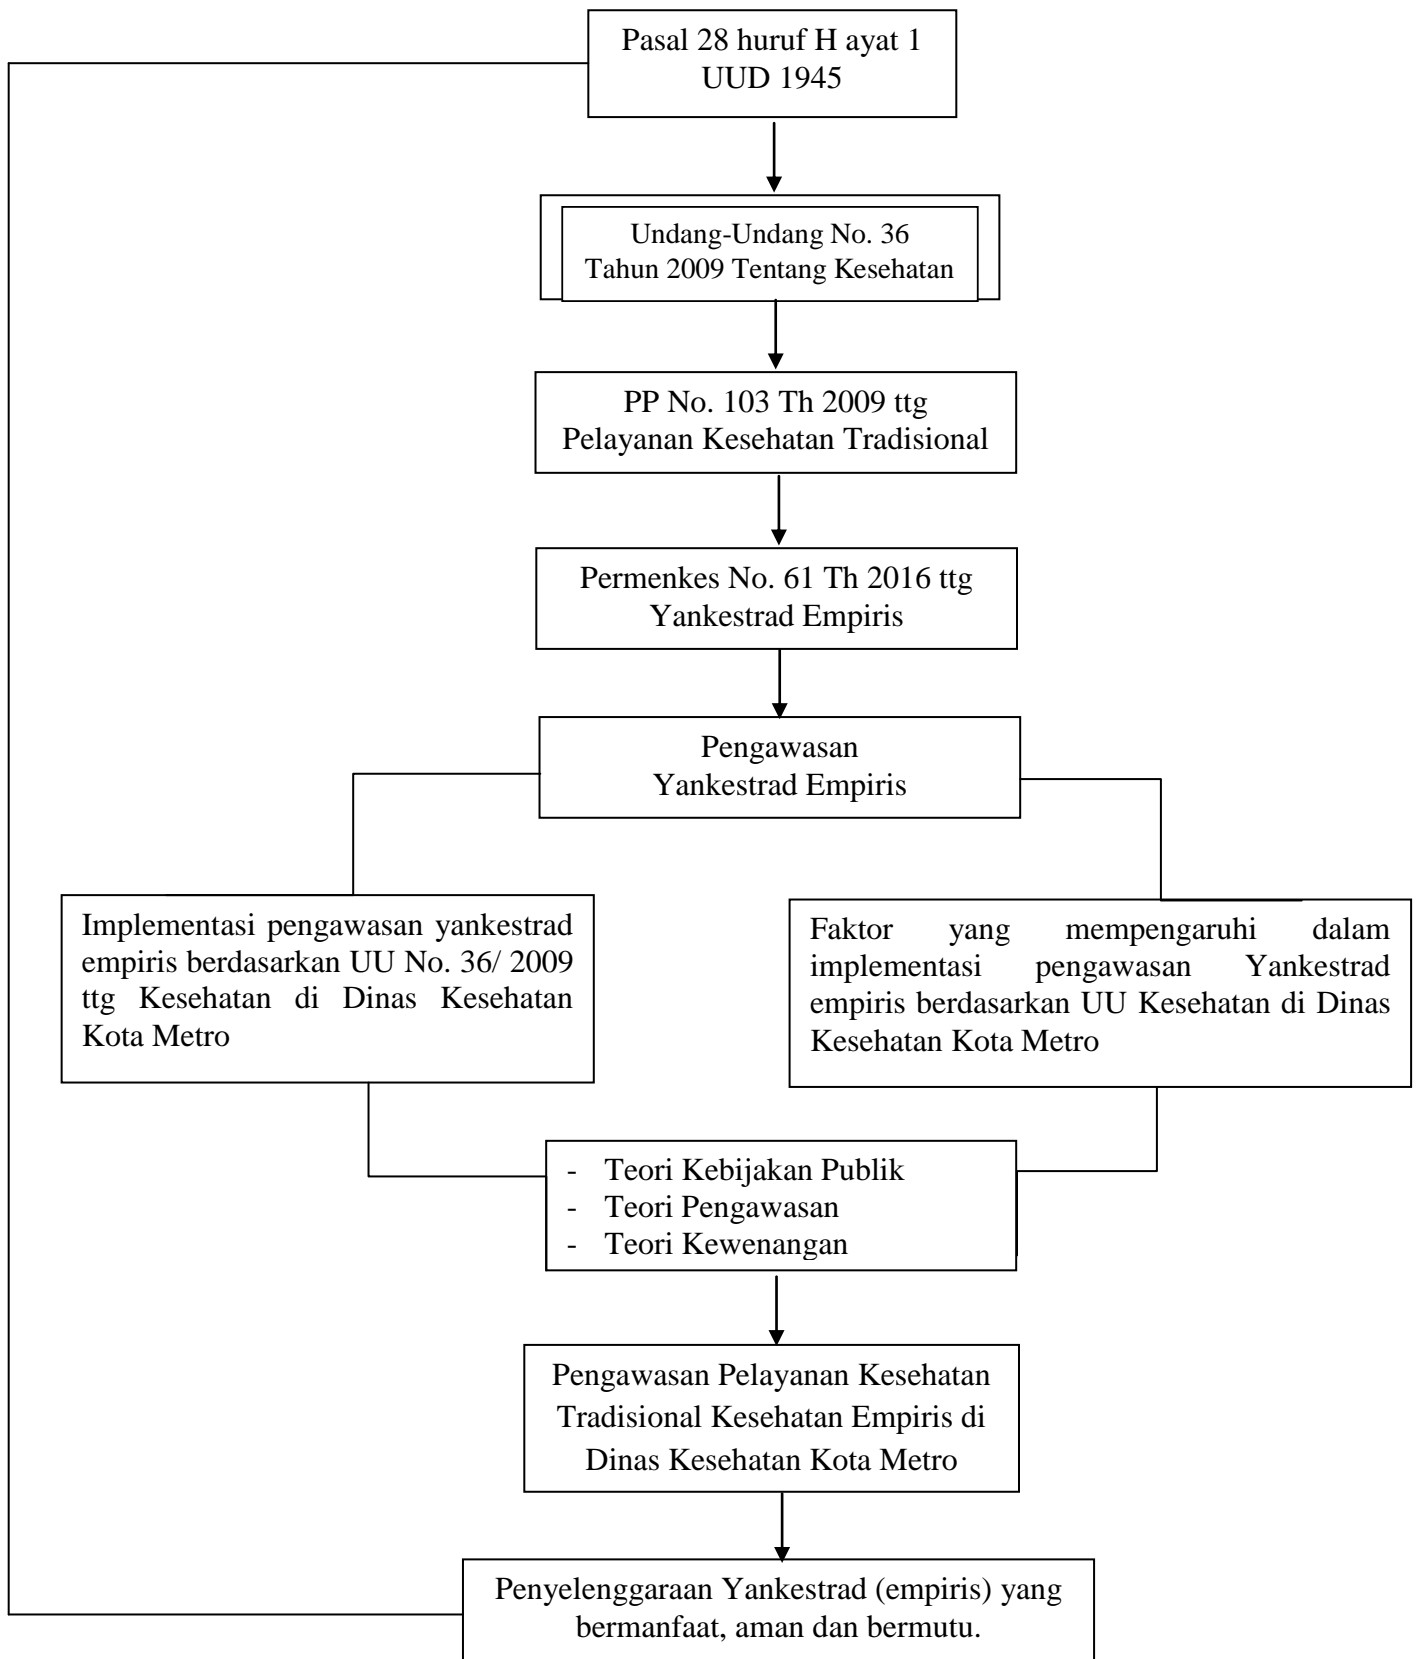 Pasal 28 huruf H ayat 1
UUD 1945
Undang-Undang No. 36
Tahun 2009 Tentang Kesehatan
PP No. 103 Th 2009 ttg
Pelayanan Kesehatan Tradisional
Permenkes No. 61 Th 2016 ttg
Yankestrad Empiris
Pengawasan
Yankestrad Empiris
Implementasi pengawasan yankestrad
empiris berdasarkan UU No. 36/ 2009
ttg Kesehatan di Dinas Kesehatan
Kota Metro
Faktor yang mempengaruhi dalam
implementasi pengawasan Yankestrad
empiris berdasarkan UU Kesehatan di Dinas
Kesehatan Kota Metro
- Teori Kebijakan Publik
- Teori Pengawasan
- Teori Kewenangan
Pengawasan Pelayanan Kesehatan
Tradisional Kesehatan Empiris di
Dinas Kesehatan Kota Metro
Penyelenggaraan Yankestrad (empiris) yang
bermanfaat, aman dan bermutu.